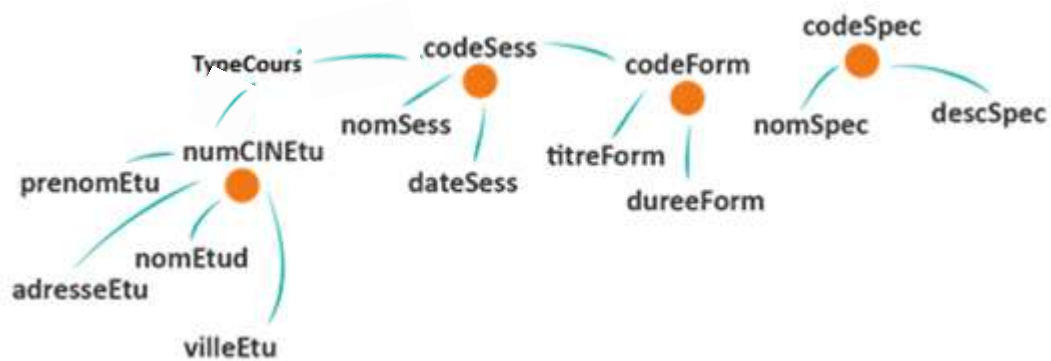 codeSpec
codeSess
TypeCours
codeForm
nomSess
nomSpec
descSpec
numCINEtu
titreForm
prenomEtu
dateSess
dureeForm
nomEtud
adresseEtu
villeEtu